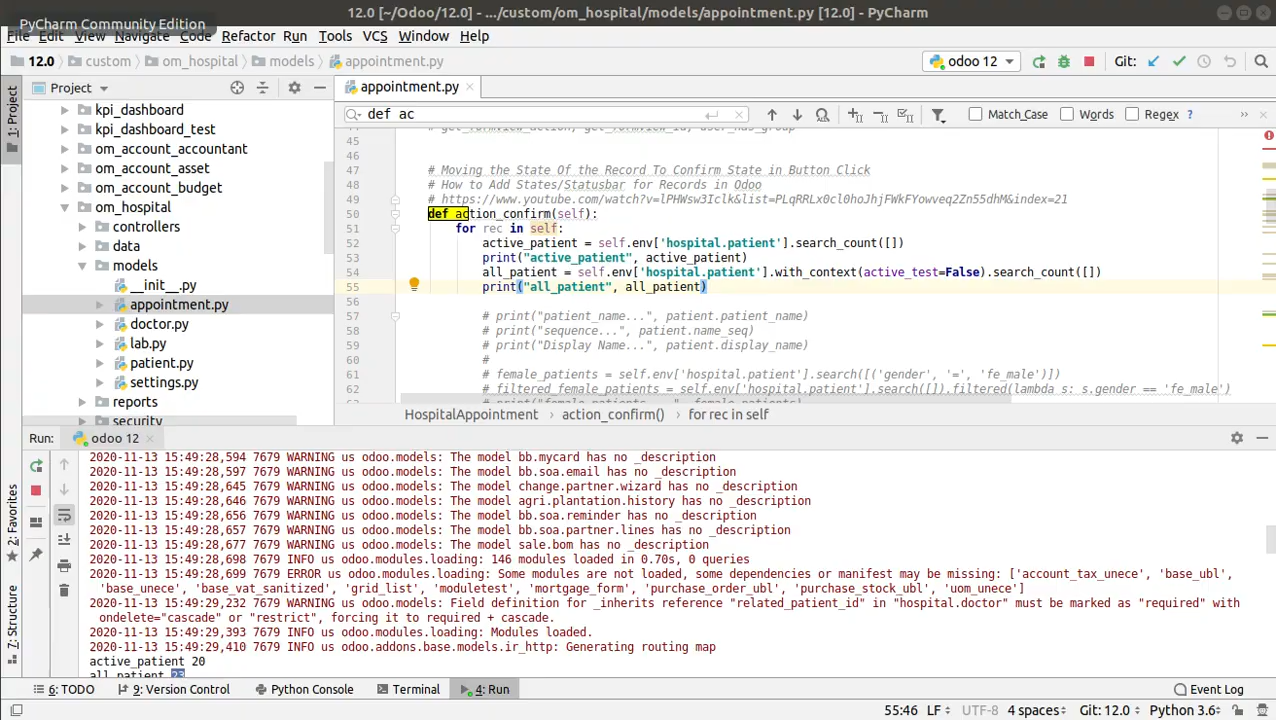 12.0 [~/Odoo/12.0] - .../custom/om_hospital/models/appointment.py [12.0] - PyCharm
PyCharm Community Edition
File Edit View Navigate Code Refactor Run Tools VCS Window Help
12.0 custom om_hospital models appointment.py odoo 12 Git:
Project appointment.py
1: Project
2: Favorites
7: Structure
kpi_dashboard
kpi_dashboard_test
om_account_accountant
om_account_asset
om_account_budget
om_hospital
controllers
data
models
__init__.py
appointment.py
doctor.py
lab.py
patient.py
settings.py
reports
security
def ac Match Case Words Regex ? >>
# get_formview_action, get_formview_id, user_has_group
45
46
47 # Moving the State Of the Record To Confirm State in Button Click
48 # How to Add States/Statusbar for Records in Odoo
49 # https://www.youtube.com/watch?v=lPHWsw3Iclk&list=PLqRRLx0cl0hoJhjFWkFYowveq2Zn55dhM&index=21
50 def action_confirm(self):
51 for rec in self:
52 active_patient = self.env['hospital.patient'].search_count([])
53 print("active_patient", active_patient)
54 all_patient = self.env['hospital.patient'].with_context(active_test=False).search_count([])
55 print("all_patient", all_patient)
56
57 # print("patient_name...", patient.patient_name)
58 # print("sequence...", patient.name_seq)
59 # print("Display Name...", patient.display_name)
60 #
61 # female_patients = self.env['hospital.patient'].search([('gender', '=', 'fe_male')])
62 # filtered_female_patients = self.env['hospital.patient'].search([]).filtered(lambda s: s.gender == 'fe_male')
HospitalAppointment › action_confirm() › for rec in self
Run: odoo 12
2020-11-13 15:49:28,594 7679 WARNING us odoo.models: The model bb.mycard has no _description
2020-11-13 15:49:28,597 7679 WARNING us odoo.models: The model bb.soa.email has no _description
2020-11-13 15:49:28,645 7679 WARNING us odoo.models: The model change.partner.wizard has no _description
2020-11-13 15:49:28,646 7679 WARNING us odoo.models: The model agri.plantation.history has no _description
2020-11-13 15:49:28,656 7679 WARNING us odoo.models: The model bb.soa.reminder has no _description
2020-11-13 15:49:28,657 7679 WARNING us odoo.models: The model bb.soa.partner.lines has no _description
2020-11-13 15:49:28,677 7679 WARNING us odoo.models: The model sale.bom has no _description
2020-11-13 15:49:28,698 7679 INFO us odoo.modules.loading: 146 modules loaded in 0.70s, 0 queries
2020-11-13 15:49:28,699 7679 ERROR us odoo.modules.loading: Some modules are not loaded, some dependencies or manifest may be missing: ['account_tax_unece', 'base_ubl',
'base_unece', 'base_vat_sanitized', 'grid_list', 'moduletest', 'mortgage_form', 'purchase_order_ubl', 'purchase_stock_ubl', 'uom_unece']
2020-11-13 15:49:29,232 7679 WARNING us odoo.models: Field definition for _inherits reference "related_patient_id" in "hospital.doctor" must be marked as "required" with
ondelete="cascade" or "restrict", forcing it to required + cascade.
2020-11-13 15:49:29,393 7679 INFO us odoo.modules.loading: Modules loaded.
2020-11-13 15:49:29,410 7679 INFO us odoo.addons.base.models.ir_http: Generating routing map
active_patient 20
all_patient 23
6: TODO 9: Version Control Python Console Terminal 4: Run Event Log
55:46 LF UTF-8 4 spaces Git: 12.0 Python 3.6